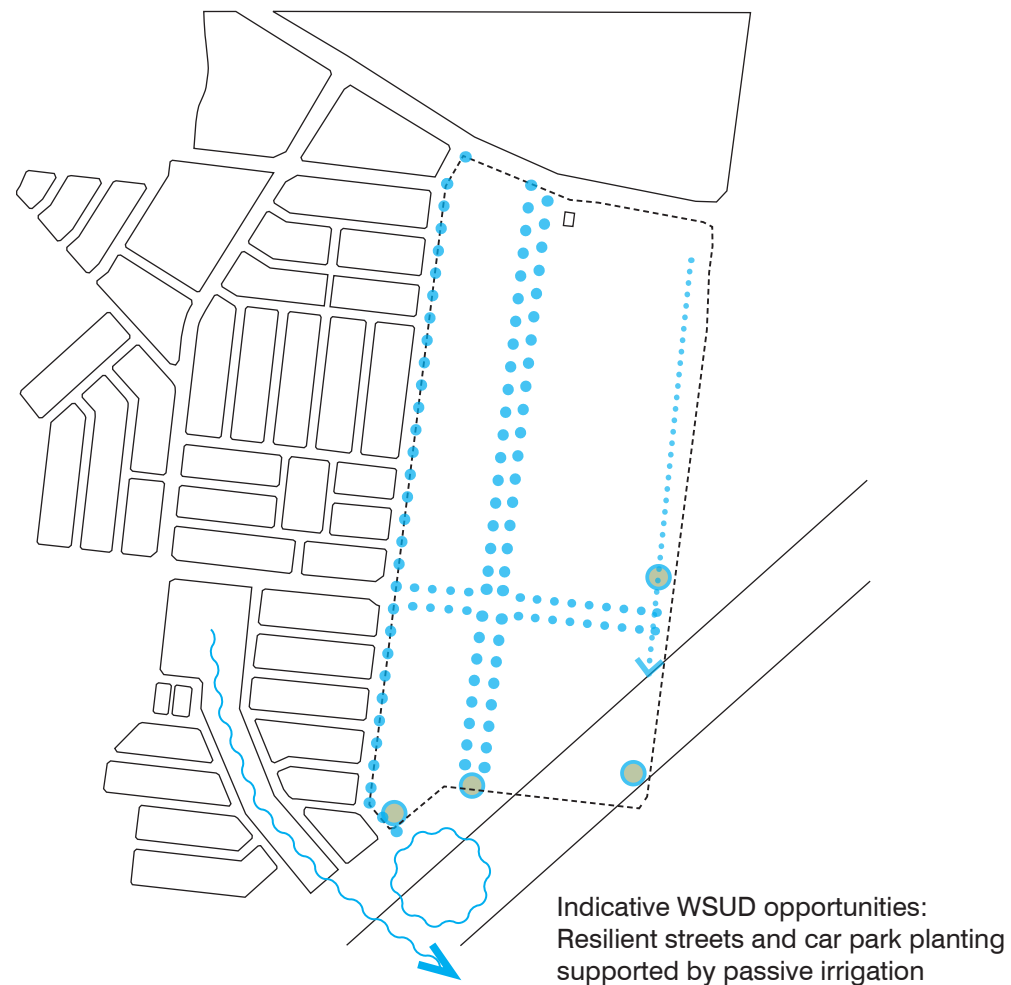 Indicative WSUD opportunities:
Resilient streets and car park planting
supported by passive irrigation